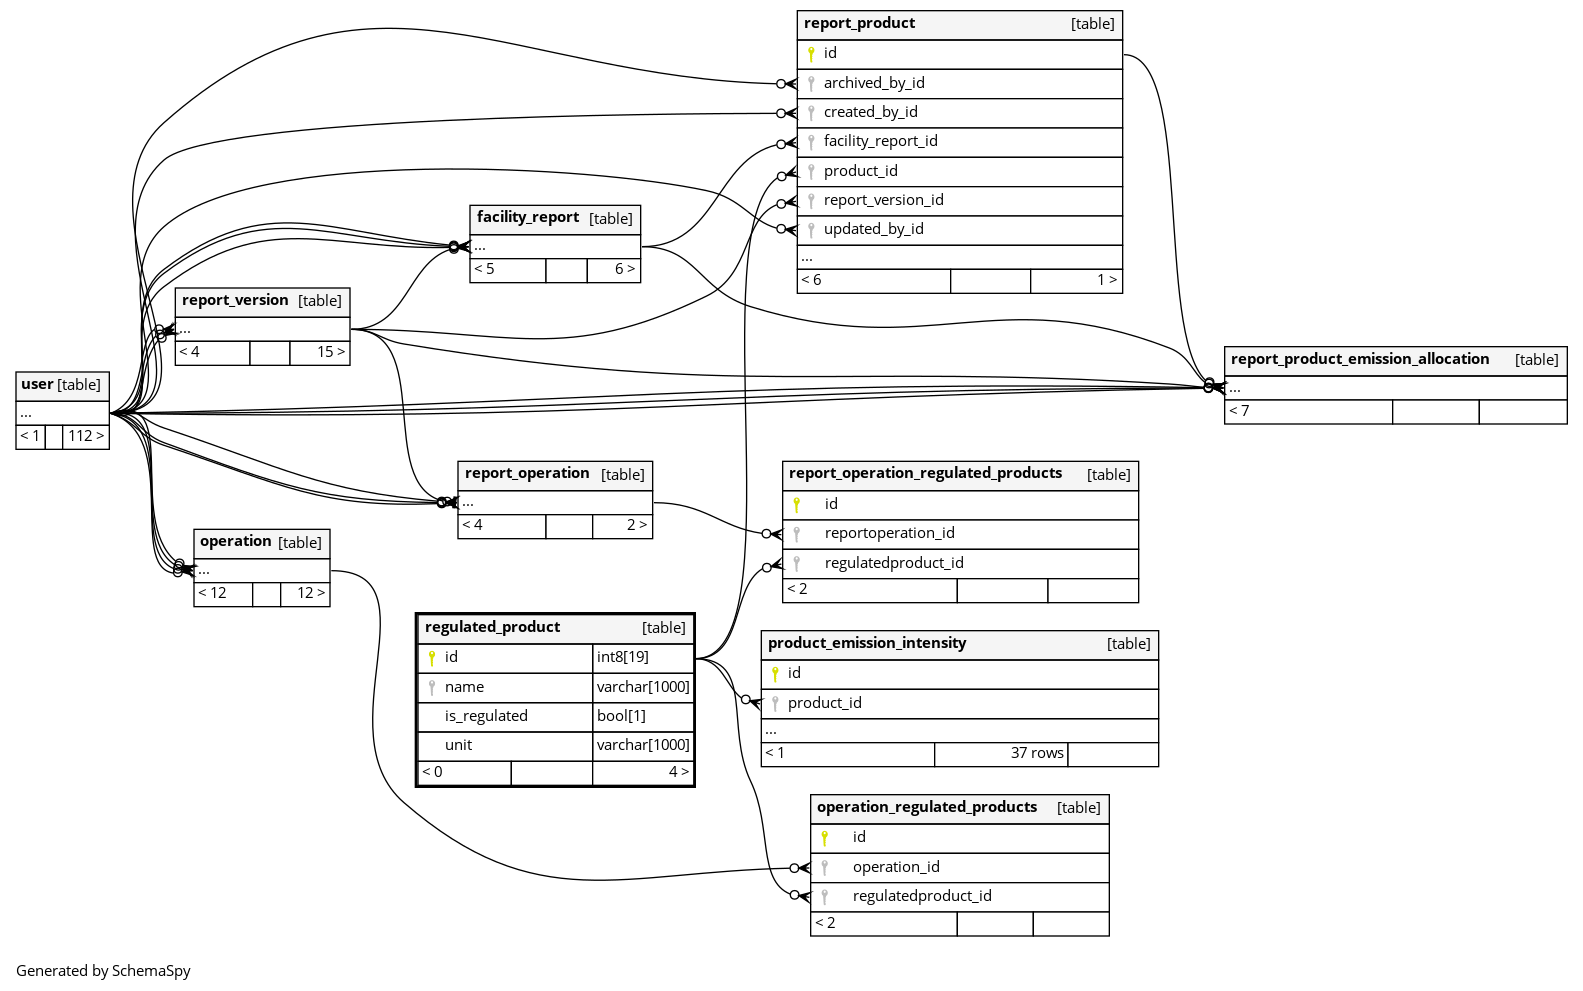 report_product [table]
id
archived_by_id
created_by_id
facility_report_id
product_id
report_version_id
updated_by_id
...
< 6 1 >
facility_report [table]
...
< 5 6 >
report_version [table]
...
< 4 15 >
user [table]
...
< 1 112 >
report_product_emission_allocation [table]
...
< 7
report_operation [table]
...
< 4 2 >
report_operation_regulated_products [table]
id
reportoperation_id
regulatedproduct_id
< 2
operation [table]
...
< 12 12 >
regulated_product [table]
id int8[19]
name varchar[1000]
is_regulated bool[1]
unit varchar[1000]
< 0 4 >
product_emission_intensity [table]
id
product_id
...
< 1 37 rows
operation_regulated_products [table]
id
operation_id
regulatedproduct_id
< 2
Generated by SchemaSpy